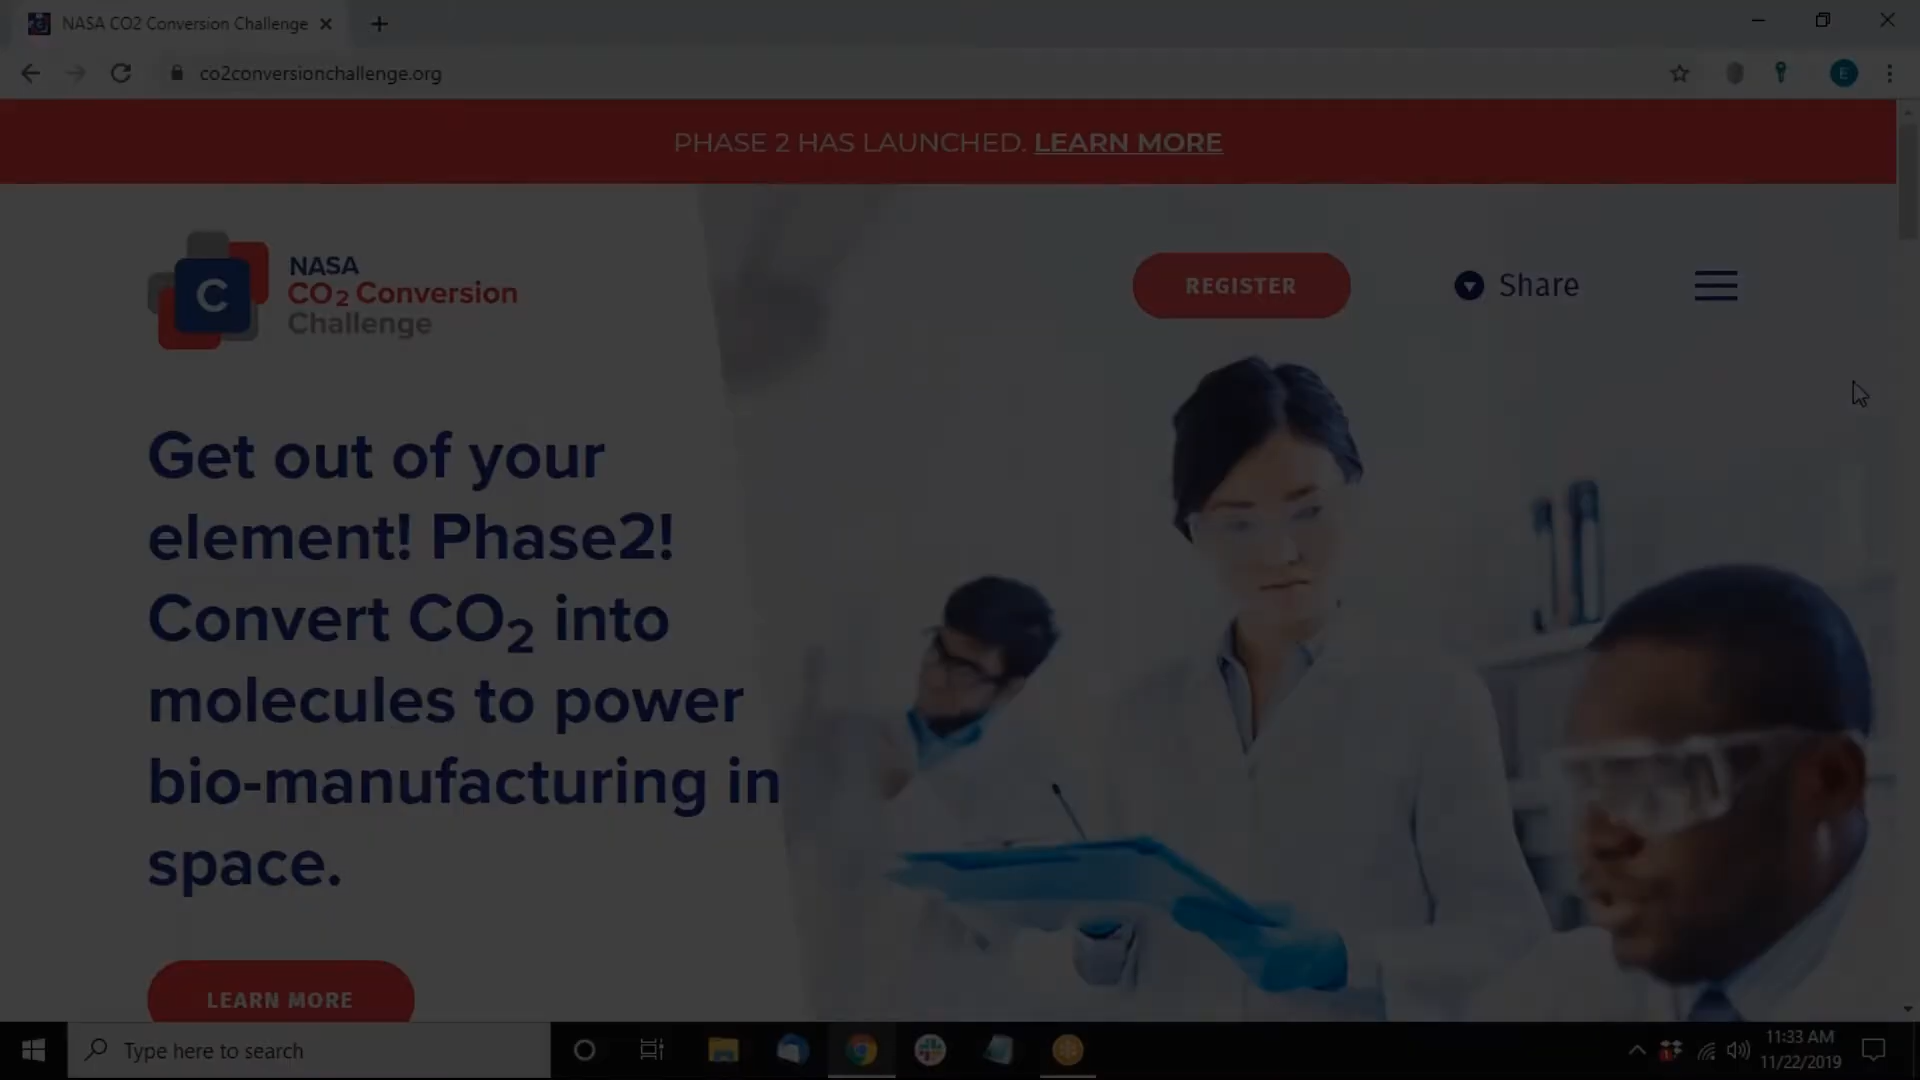 NASA CO2 Conversion Challenge
co2conversionchallenge.org
E
PHASE 2 HAS LAUNCHED. LEARN MORE
C
NASA
CO2 Conversion
Challenge
REGISTER
Share
Get out of your
element! Phase2!
Convert CO₂ into
molecules to power
bio-manufacturing in
space.
LEARN MORE
Type here to search
11:33 AM
11/22/2019